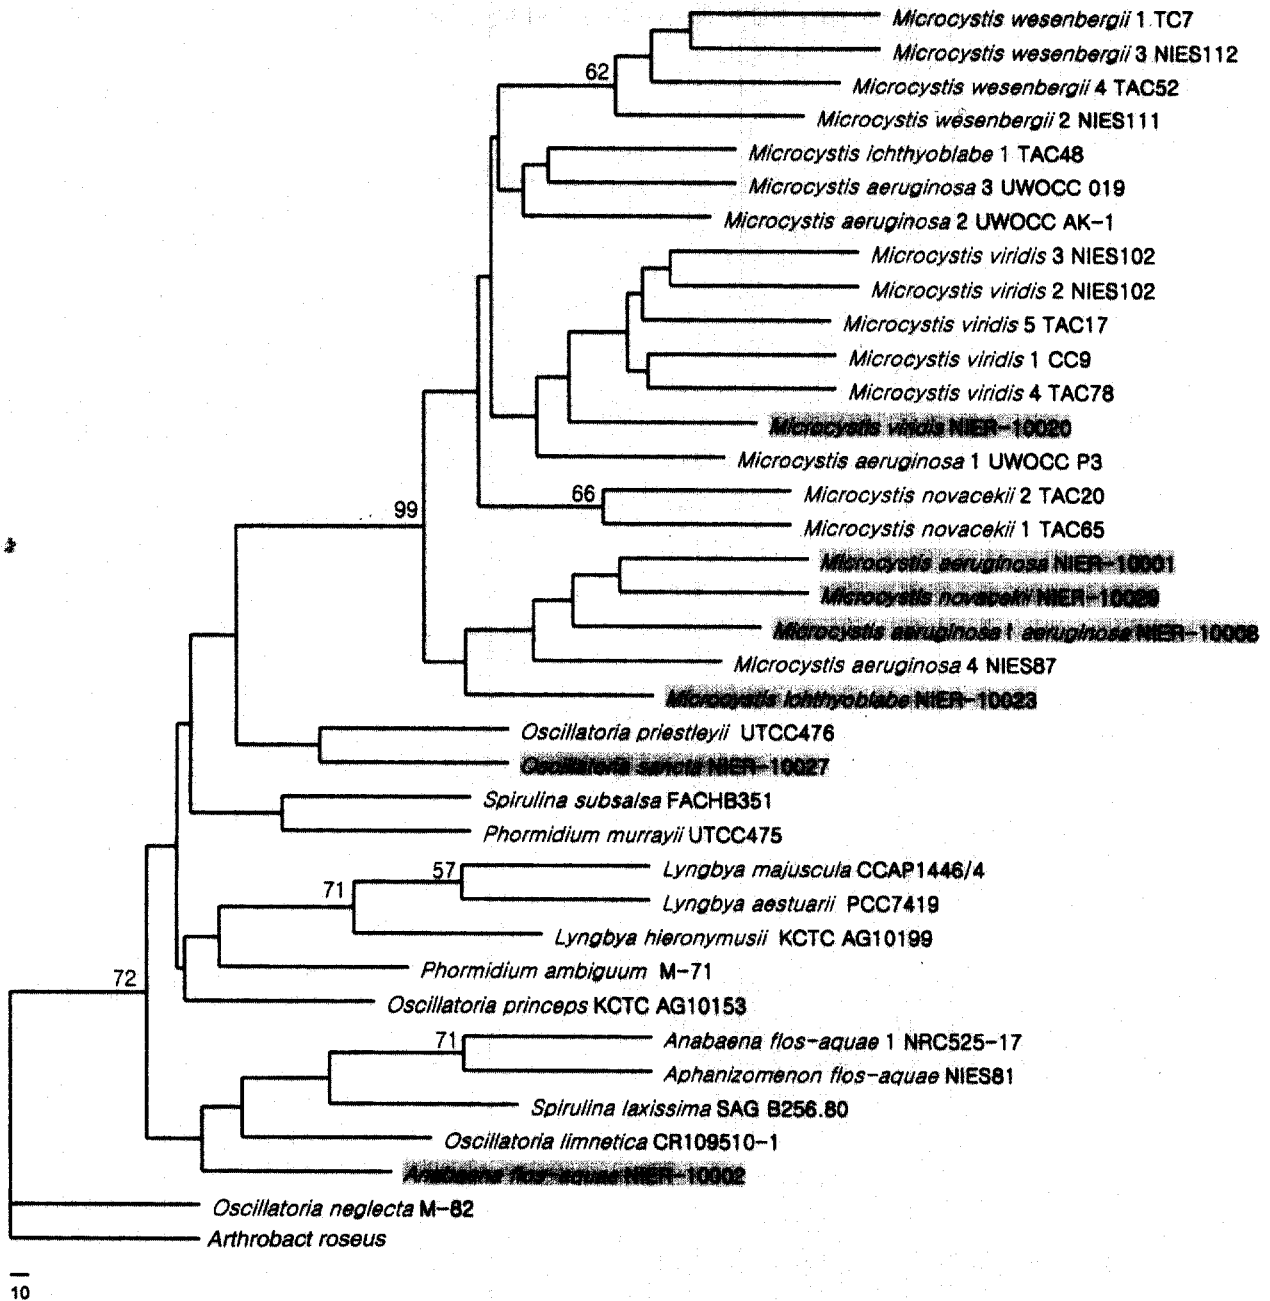 Microcystis wesenbergii 1 TC7
Microcystis wesenbergii 3 NIES112
62
Microcystis wesenbergii 4 TAC52
Microcystis wesenbergii 2 NIES111
Microcystis ichthyoblabe 1 TAC48
Microcystis aeruginosa 3 UWOCC 019
Microcystis aeruginosa 2 UWOCC AK-1
Microcystis viridis 3 NIES102
Microcystis viridis 2 NIES102
Microcystis viridis 5 TAC17
Microcystis viridis 1 CC9
Microcystis viridis 4 TAC78
Microcystis viridis NIER-10020
Microcystis aeruginosa 1 UWOCC P3
66
Microcystis novacekii 2 TAC20
99
Microcystis novacekii 1 TAC65
Microcystis aeruginosa NIER-10001
Microcystis novacekii NIER-10029
Microcystis aeruginosa f aeruginosa NIER-10008
Microcystis aeruginosa 4 NIES87
Microcystis ichthyoblabe NIER-10023
Oscillatoria priestleyii UTCC476
Oscillatoria sancta NIER-10027
Spirulina subsalsa FACHB351
Phormidium murrayii UTCC475
57
Lyngbya majuscula CCAP1446/4
71
Lyngbya aestuarii PCC7419
Lyngbya hieronymusii KCTC AG10199
Phormidium ambiguum M-71
72
Oscillatoria princeps KCTC AG10153
71
Anabaena flos-aquae 1 NRC525-17
Aphanizomenon flos-aquae NIES81
Spirulina laxissima SAG B256.80
Oscillatoria limnetica CR109510-1
Anabaena flos-aquae NIER-10002
Oscillatoria neglecta M-82
Arthrobact roseus
10